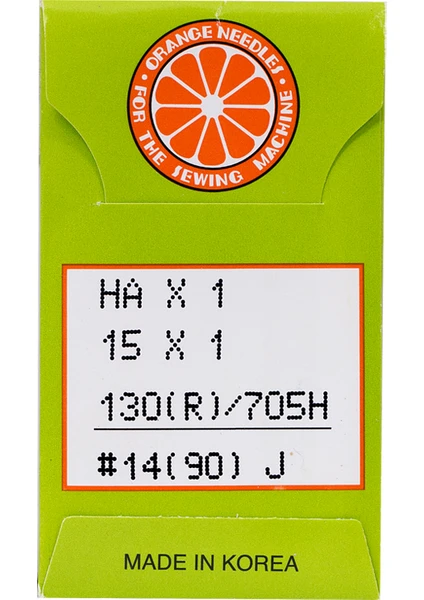 • ORANGE NEEDLES •
FOR THE SEWING MACHINE
HA X 1
15 X 1
130(R)/705H
#14(90) J
MADE IN KOREA